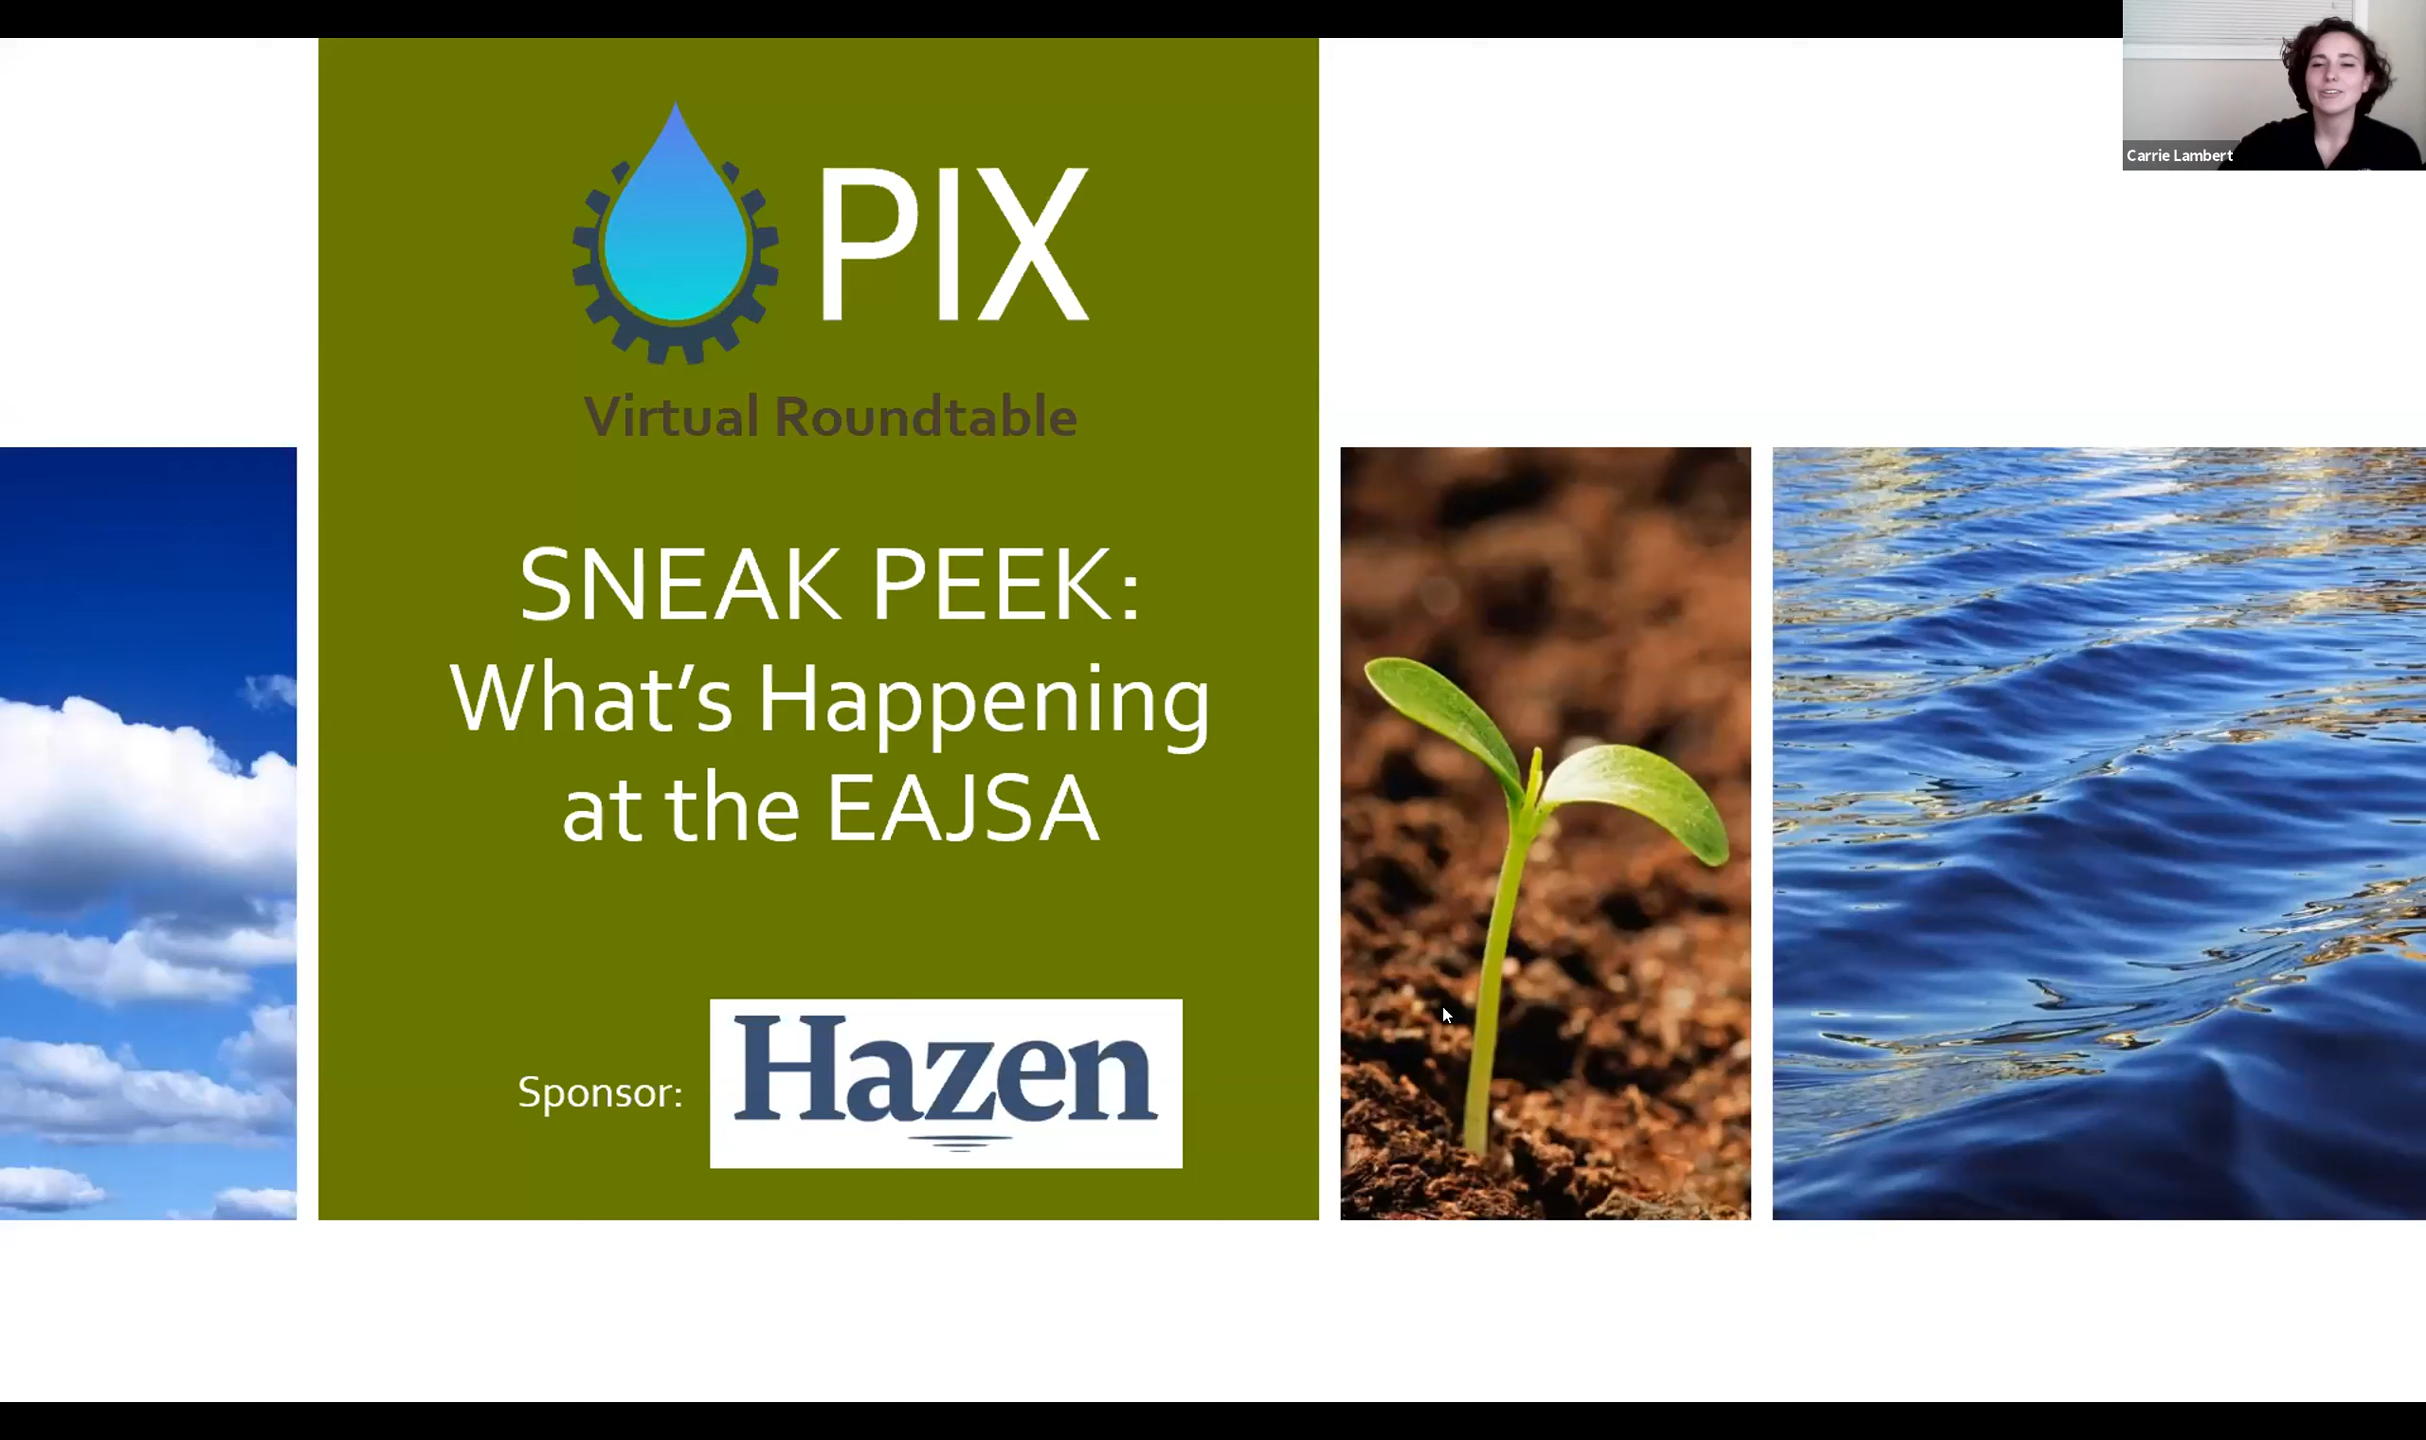 Carrie Lambert
PIX
Virtual Roundtable
SNEAK PEEK:
What’s Happening
at the EAJSA
Sponsor:
Hazen